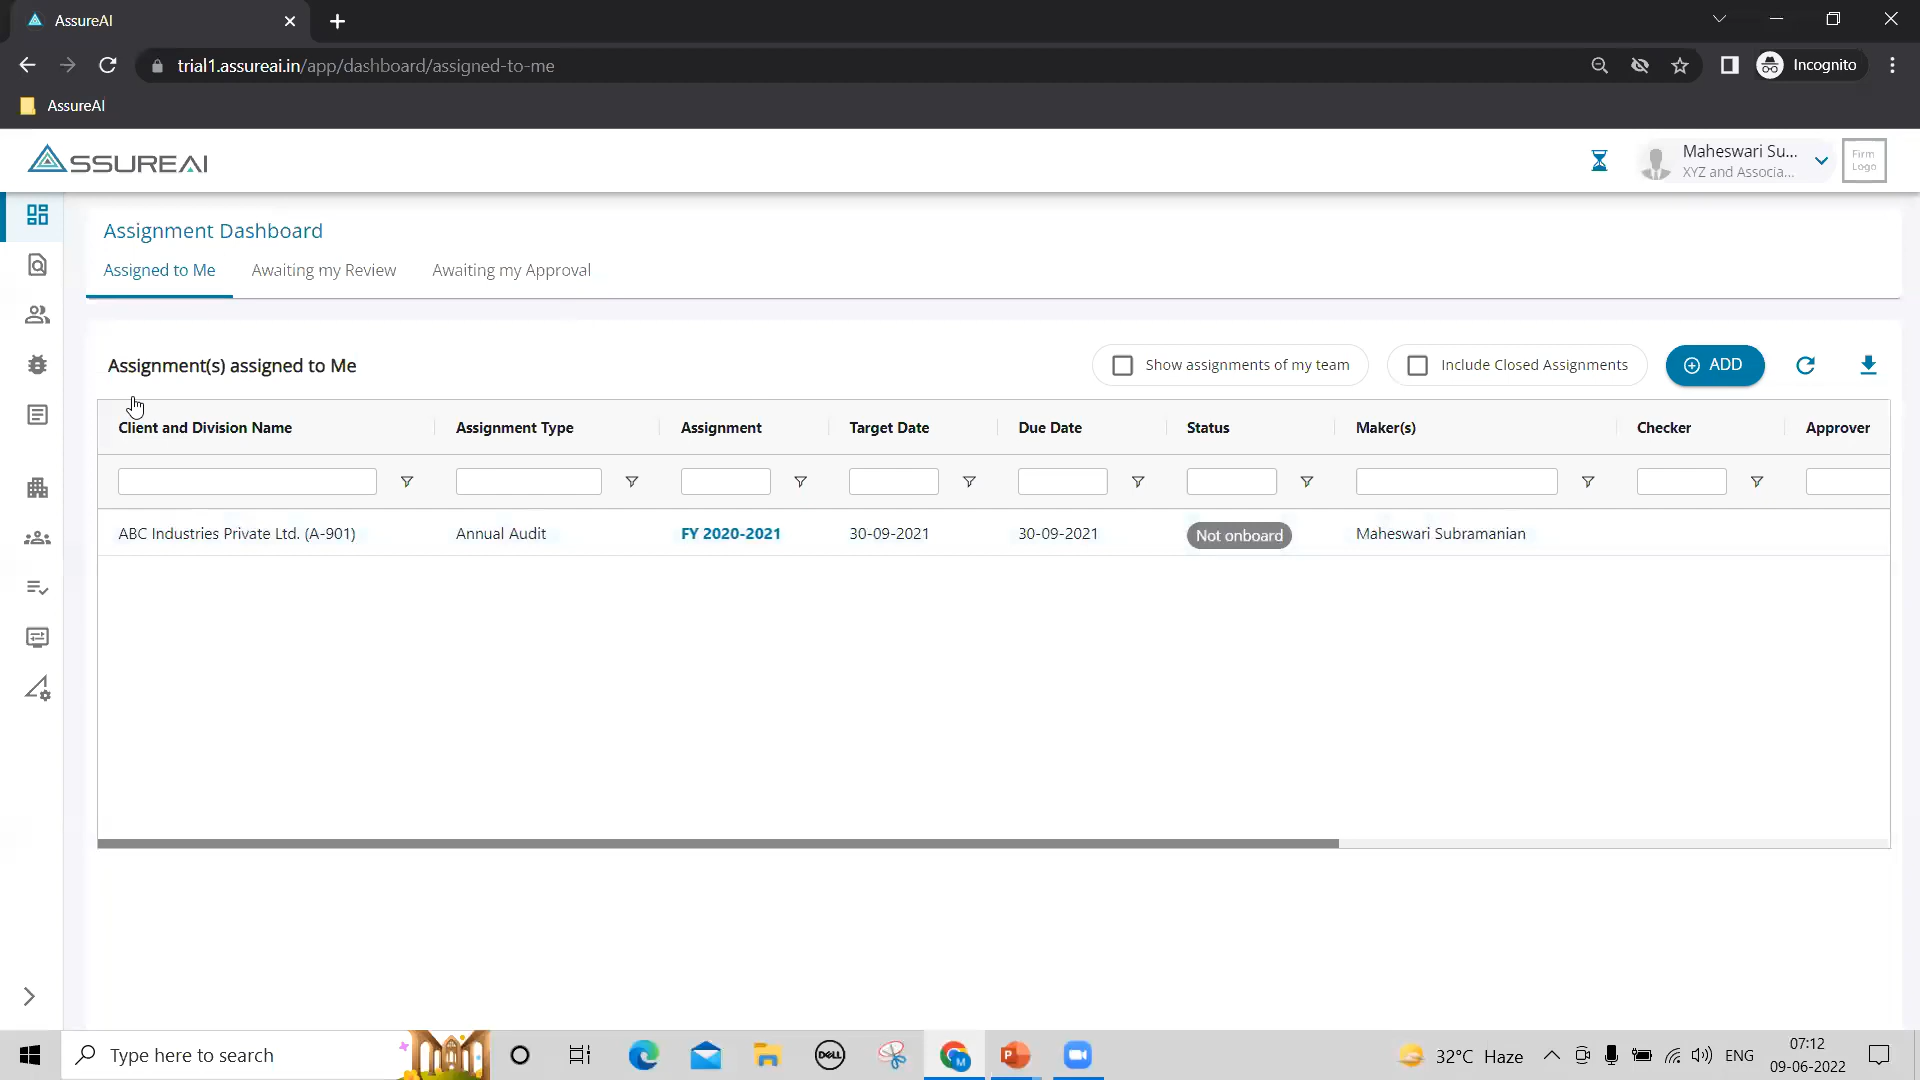 AssureAI
trial1.assureai.in/app/dashboard/assigned-to-me
Incognito
AssureAI
ASSUREAI
Maheswari Su...
XYZ and Associa...
Firm
Logo
Assignment Dashboard
Assigned to Me Awaiting my Review Awaiting my Approval
Assignment(s) assigned to Me
Show assignments of my team
Include Closed Assignments
ADD
Client and Division Name Assignment Type Assignment Target Date Due Date Status Maker(s) Checker Approver
ABC Industries Private Ltd. (A-901) Annual Audit FY 2020-2021 30-09-2021 30-09-2021 Not onboard Maheswari Subramanian
Type here to search
DELL
M
P
32°C Haze
ENG
07:12
09-06-2022